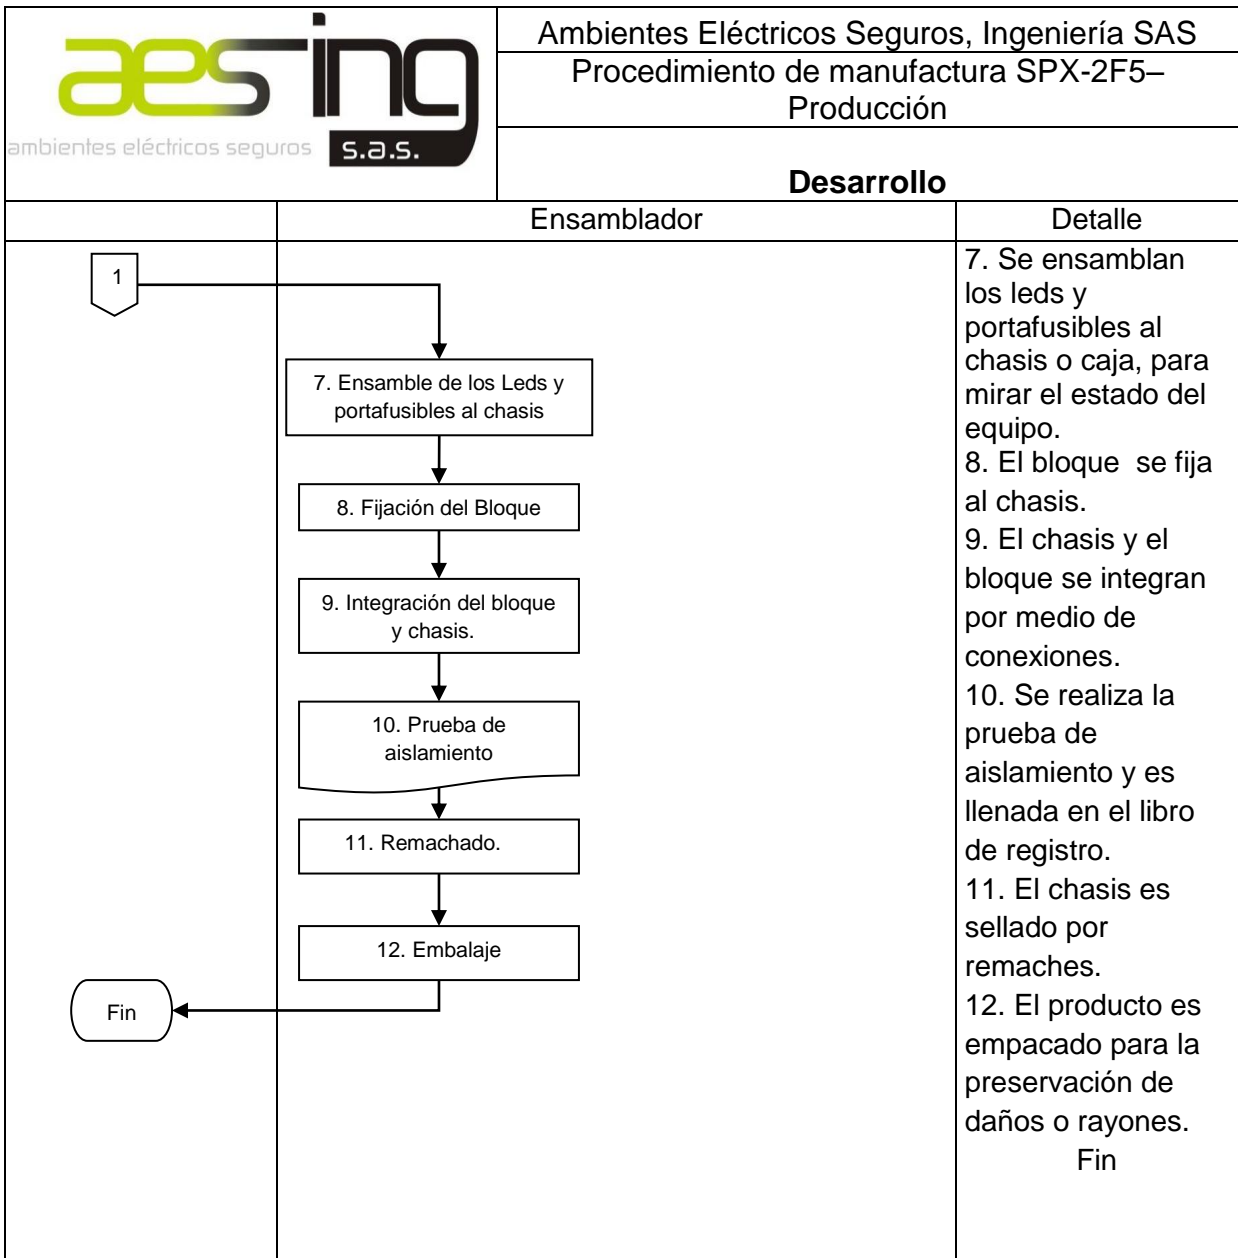 aesing
ambientes eléctricos seguros
s.a.s.
Ambientes Eléctricos Seguros, Ingeniería SAS
Procedimiento de manufactura SPX-2F5–
Producción
Desarrollo
Ensamblador
Detalle
1
7. Ensamble de los Leds y
portafusibles al chasis
8. Fijación del Bloque
9. Integración del bloque
y chasis.
10. Prueba de
aislamiento
11. Remachado.
12. Embalaje
Fin
7. Se ensamblan
los leds y
portafusibles al
chasis o caja, para
mirar el estado del
equipo.
8. El bloque  se fija
al chasis.
9. El chasis y el
bloque se integran
por medio de
conexiones.
10. Se realiza la
prueba de
aislamiento y es
llenada en el libro
de registro.
11. El chasis es
sellado por
remaches.
12. El producto es
empacado para la
preservación de
daños o rayones.
Fin